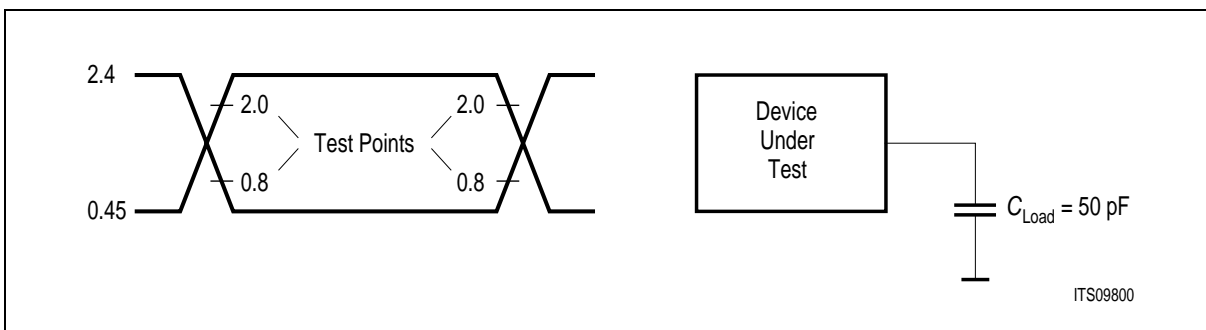 2.4
2.0
2.0
Test Points
0.8
0.8
0.45
Device
Under
Test
C Load = 50 pF
ITS09800